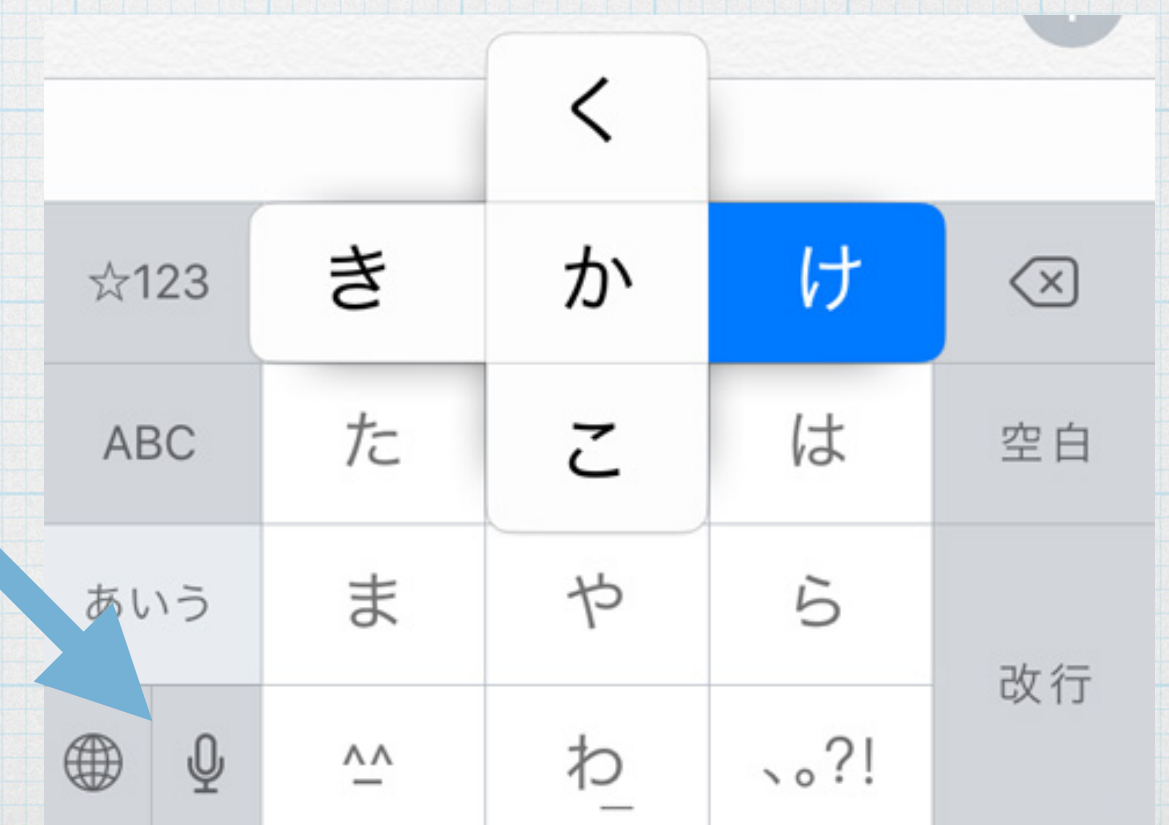 く
☆123 き か け
ABC た こ は 空白
あいう ま や ら
改行
^^ わ 、。?!